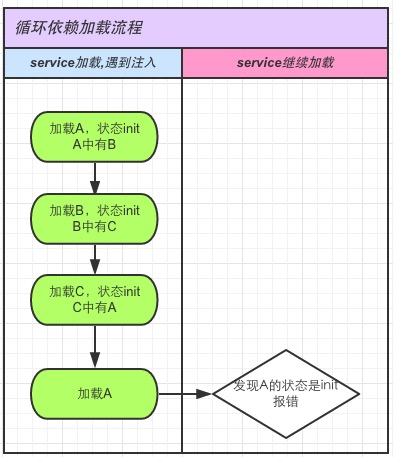 循环依赖加载流程
service加载,遇到注入
service继续加载
加载A，状态init
A中有B
加载B，状态init
B中有C
加载C，状态init
C中有A
加载A
发现A的状态是init
报错